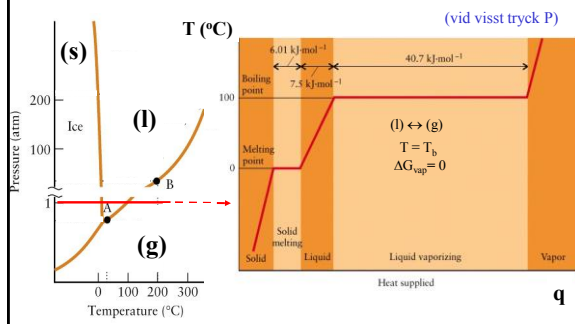 (vid visst tryck P)
(s)
T (ºC)
6.01 kJ·mol⁻¹
40.7 kJ·mol⁻¹
7,5 kJ·mol⁻¹
Boiling
point
100
Melting
point
0
(l) ↔ (g)
T = Tb
ΔGvap= 0
Solid
melting
Solid
Liquid
Liquid vaporizing
Vapor
Heat supplied
q
Pressure (atm)
200
100
1
Ice
(l)
B
A
(g)
0 100 200 300
Temperature (°C)